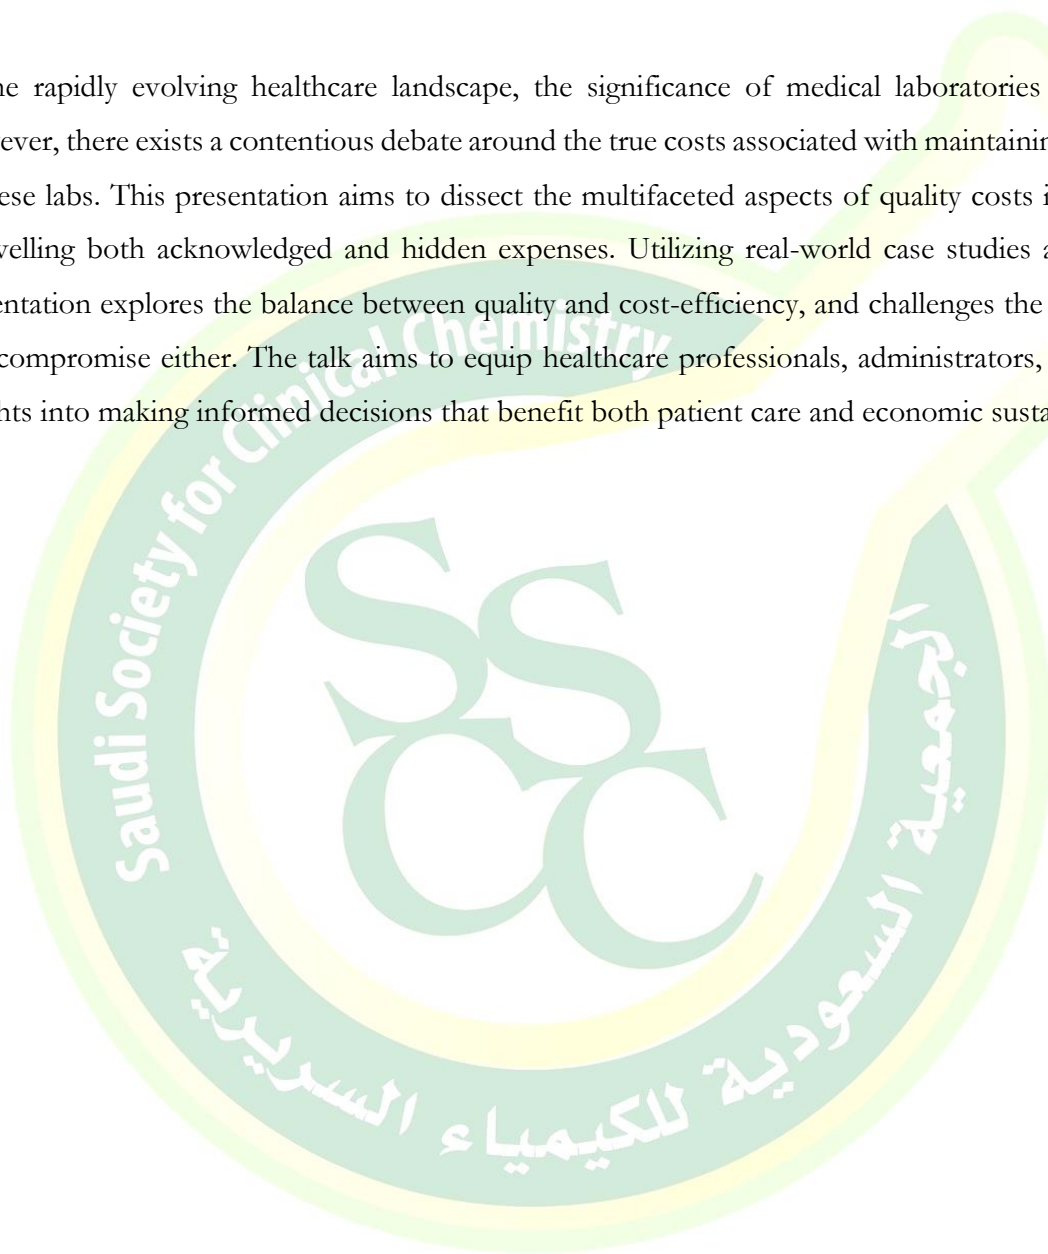 he rapidly evolving healthcare landscape, the significance of medical laboratories
ever, there exists a contentious debate around the true costs associated with maintainin
ese labs. This presentation aims to dissect the multifaceted aspects of quality costs i
velling both acknowledged and hidden expenses. Utilizing real-world case studies a
entation explores the balance between quality and cost-efficiency, and challenges the
compromise either. The talk aims to equip healthcare professionals, administrators,
hts into making informed decisions that benefit both patient care and economic susta
Saudi Society for Clinical Chemistry
SSCC
الجمعية السعودية للكيمياء السريرية